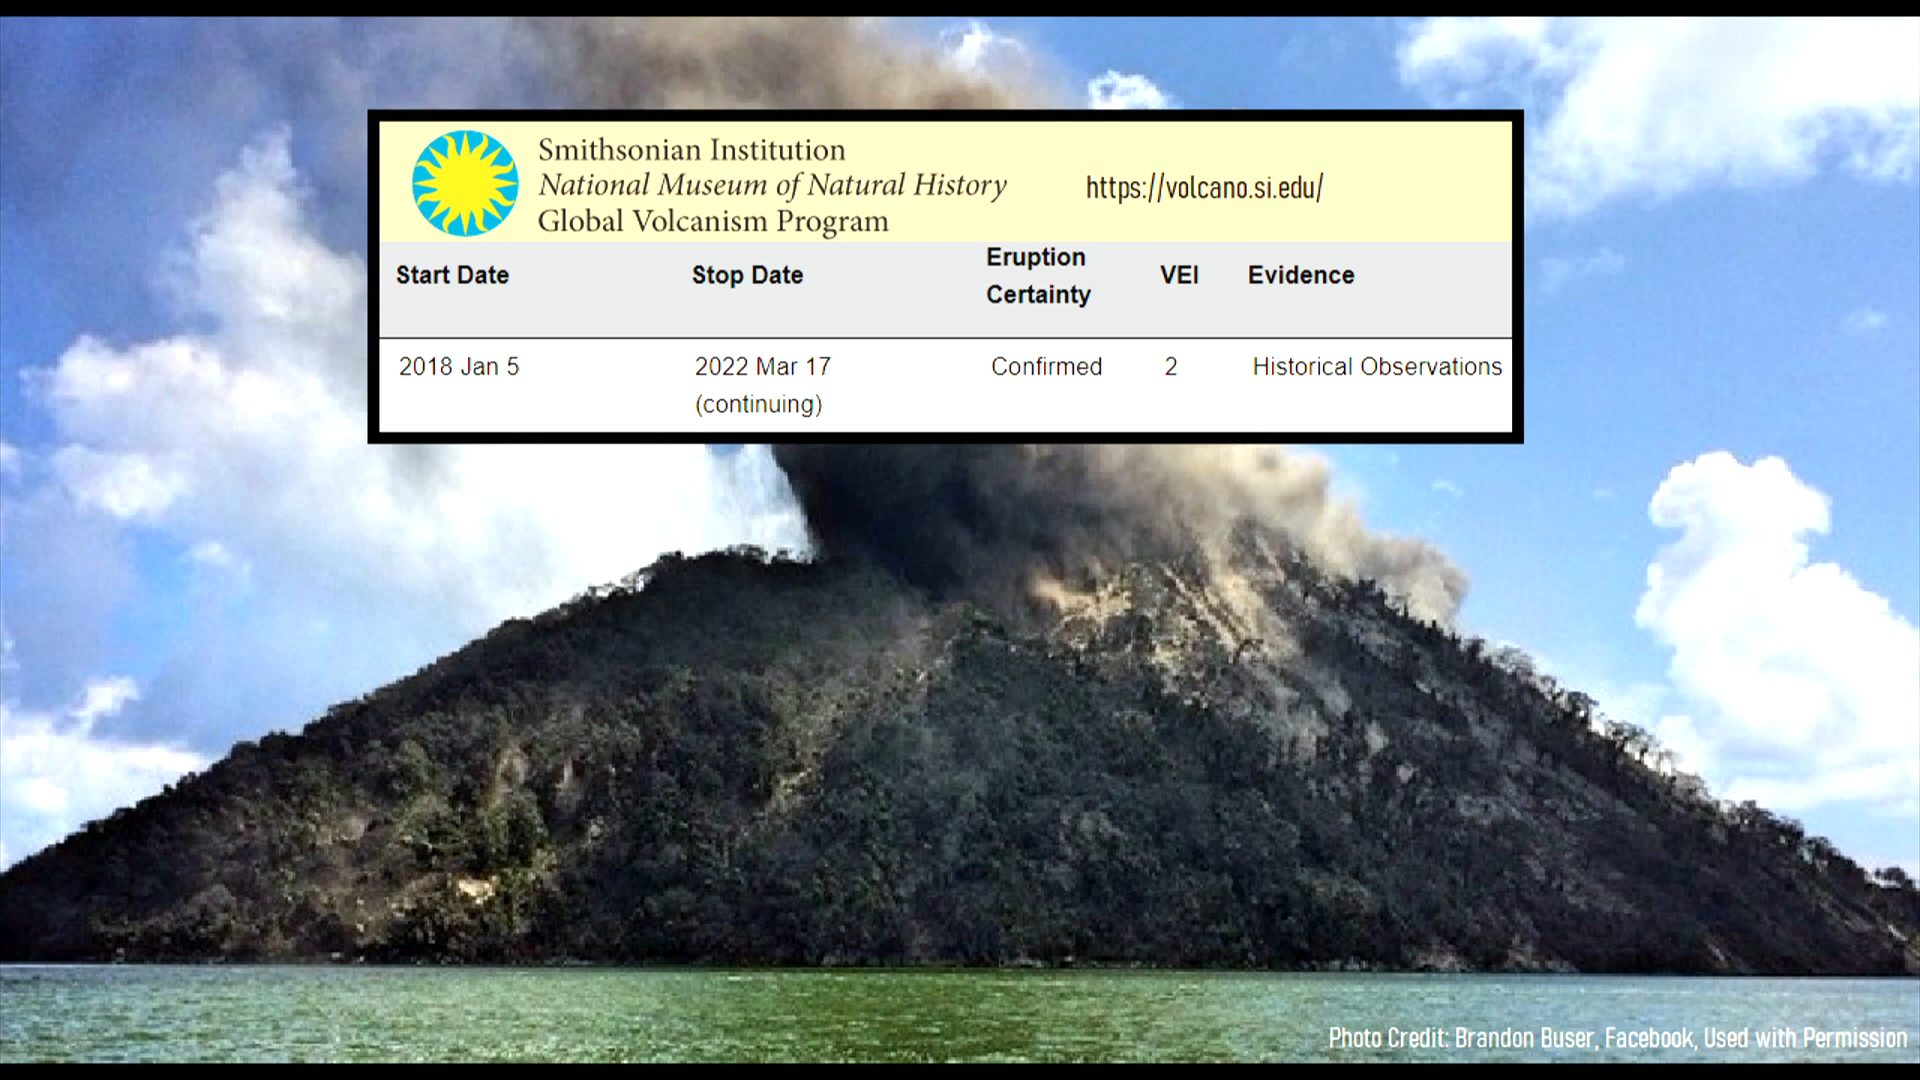 Smithsonian Institution
National Museum of Natural History
Global Volcanism Program
https://volcano.si.edu/
Start Date
Stop Date
Eruption
Certainty
VEI
Evidence
2018 Jan 5
2022 Mar 17
(continuing)
Confirmed
2
Historical Observations
Photo Credit: Brandon Buser, Facebook, Used with Permission